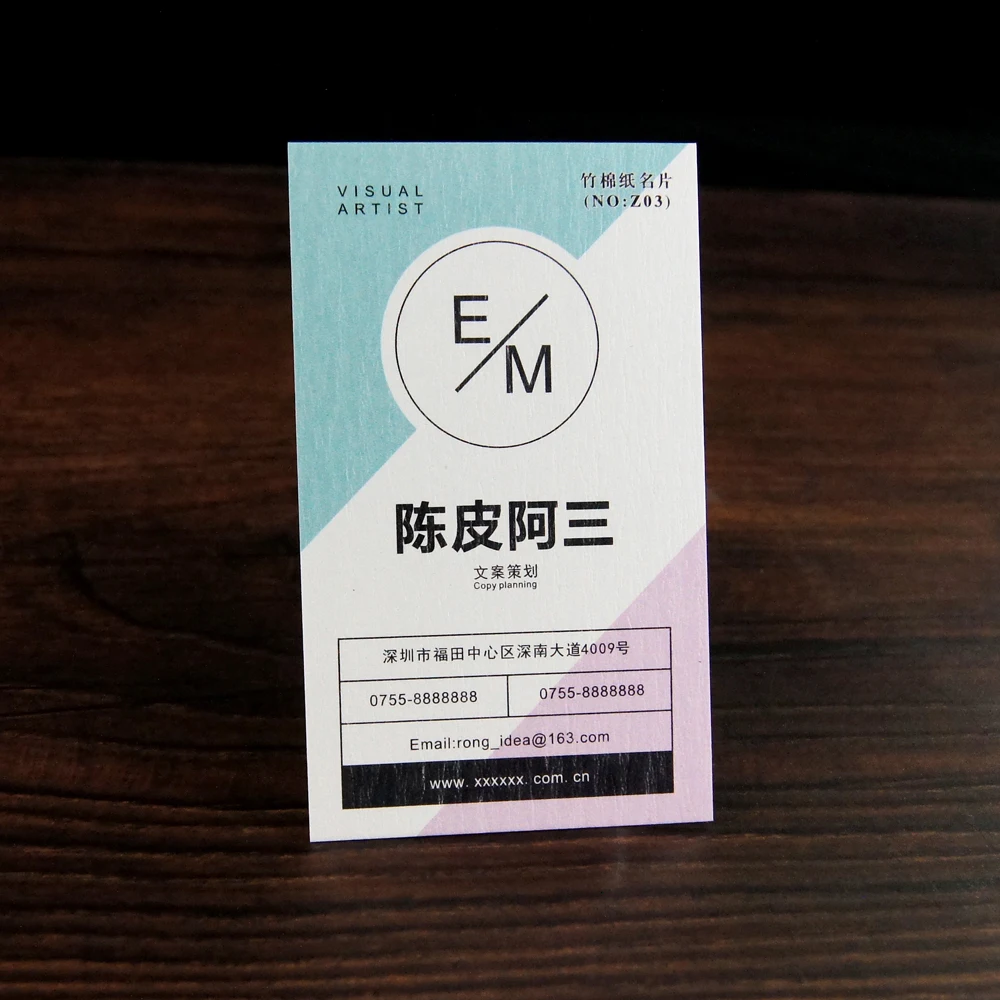 VISUAL
ARTIST
竹棉纸名片
(NO:Z03)
E/M
陈皮阿三
文案策划
Copy planning
深圳市福田中心区深南大道4009号
0755-8888888
0755-8888888
Email:rong_idea@163.com
www. xxxxxx. com. cn